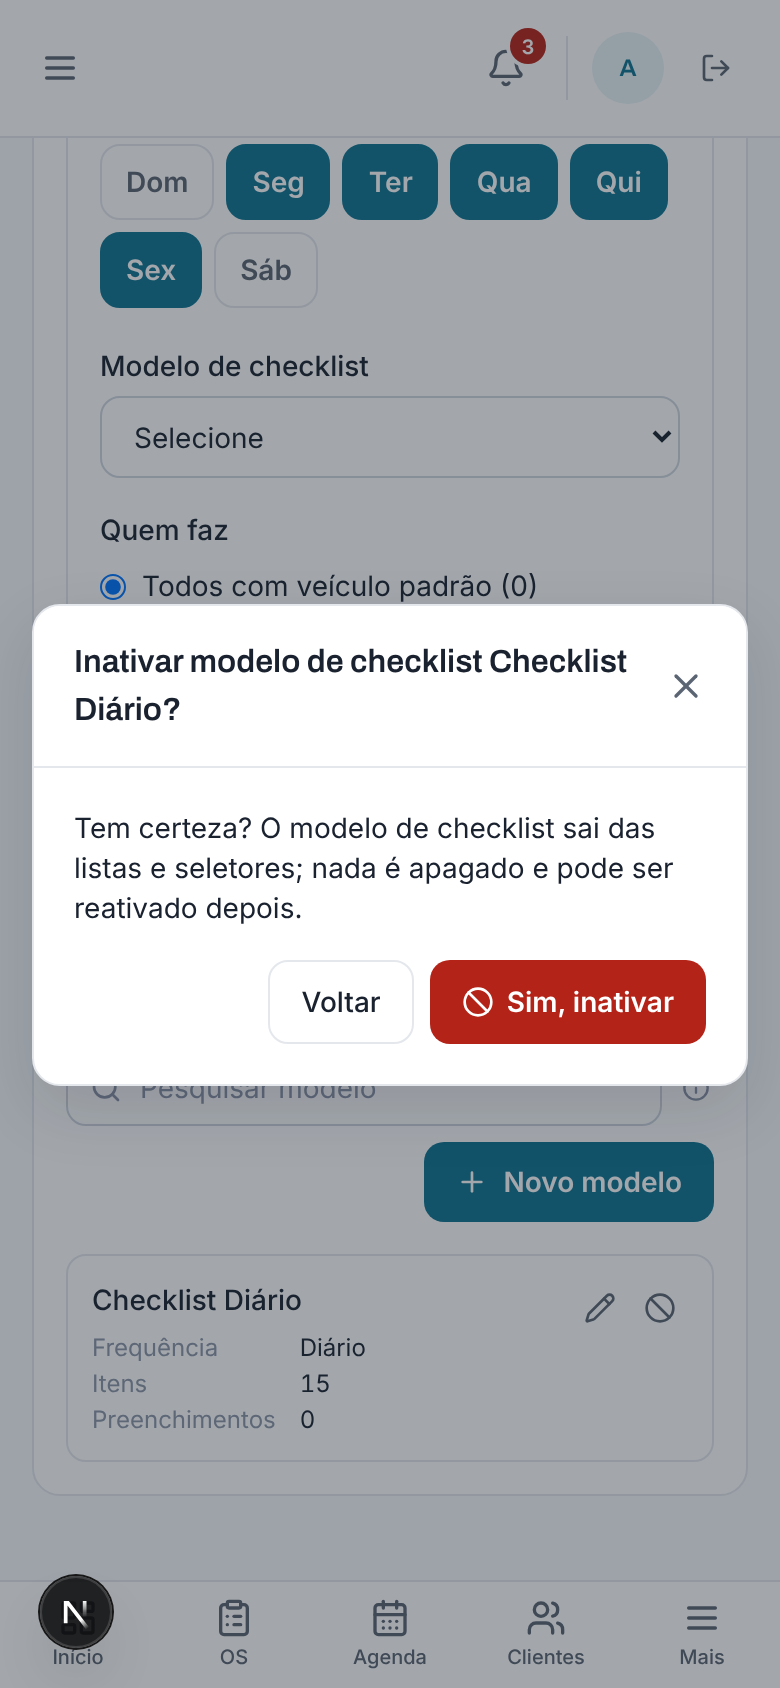 3
A
Dom
Seg
Ter
Qua
Qui
Sex
Sáb
Modelo de checklist
Selecione
Quem faz
Todos com veículo padrão (0)
Inativar modelo de checklist Checklist
Diário?
Tem certeza? O modelo de checklist sai das
listas e seletores; nada é apagado e pode ser
reativado depois.
Voltar
Sim, inativar
Pesquisar modelo
Novo modelo
Checklist Diário
Frequência Diário
Itens 15
Preenchimentos 0
N
Início
OS
Agenda
Clientes
Mais